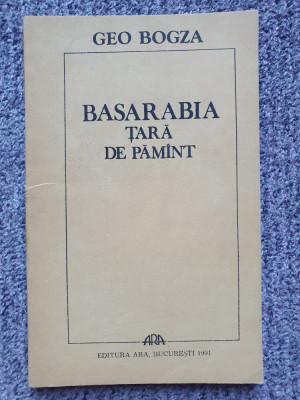 GEO BOGZA
BASARABIA
ȚARĂ
DE PĂMÎNT
ARA
EDITURA ARA, BUCUREȘTI 1991